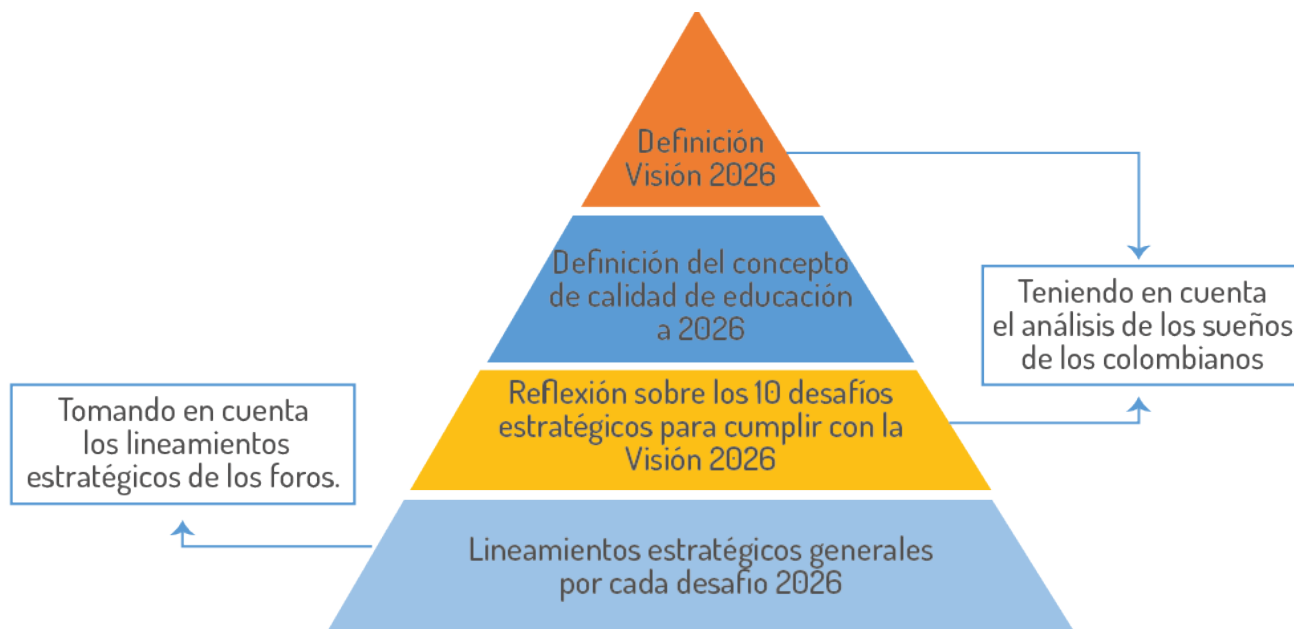 Definición
Visión 2026
Definición del concepto
de calidad de educación
a 2026
Teniendo en cuenta
el análisis de los sueños
de los colombianos
Reflexión sobre los 10 desafíos
estratégicos para cumplir con la
Visión 2026
Tomando en cuenta
los lineamientos
estratégicos de los foros.
Lineamientos estratégicos generales
por cada desafio 2026